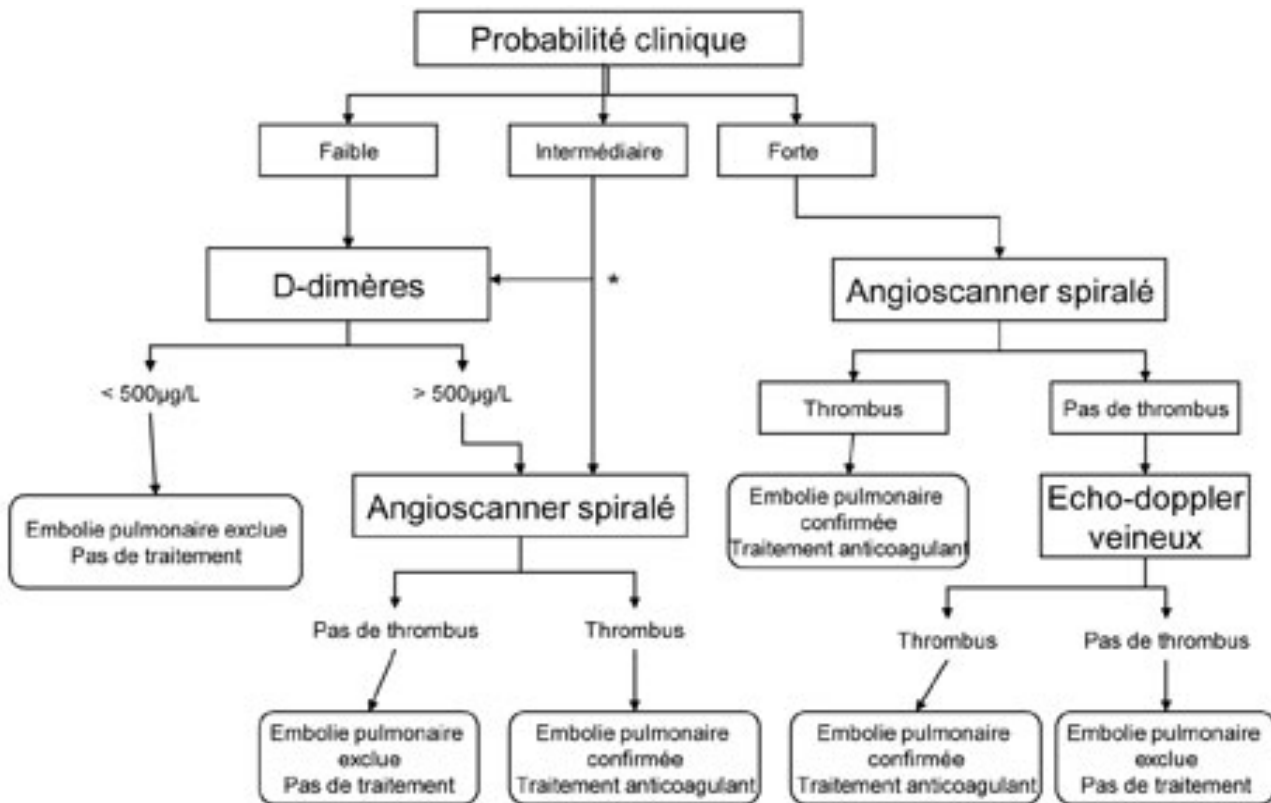 Probabilité clinique
Faible
Intermédiaire
Forte
D-dimères
*
Angioscanner spiralé
< 500µg/L
> 500µg/L
Thrombus
Pas de thrombus
Embolie pulmonaire exclue
Pas de traitement
Angioscanner spiralé
Embolie pulmonaire
confirmée
Traitement anticoagulant
Echo-doppler
veineux
Pas de thrombus
Thrombus
Thrombus
Pas de thrombus
Embolie pulmonaire
exclue
Pas de traitement
Embolie pulmonaire
confirmée
Traitement anticoagulant
Embolie pulmonaire
confirmée
Traitement anticoagulant
Embolie pulmonaire
exclue
Pas de traitement